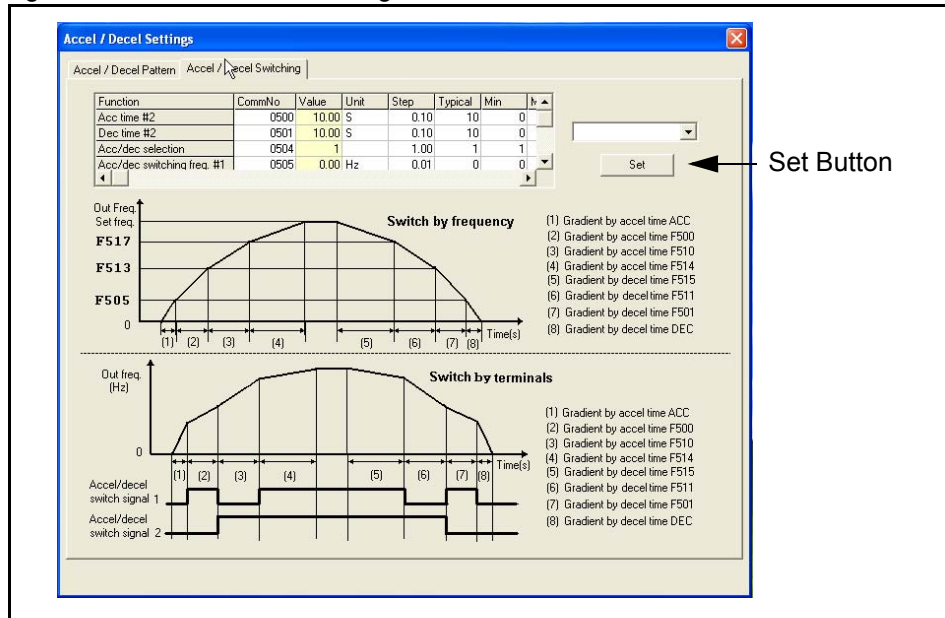 Accel / Decel Settings
Accel / Decel Pattern Accel / Decel Switching
Function CommNo Value Unit Step Typical Min
Acc time #2 0500 10.00 S 0.10 10 0
Dec time #2 0501 10.00 S 0.10 10 0
Acc/dec selection 0504 1 1.00 1 1
Acc/dec switching freq. #1 0505 0.00 Hz 0.01 0 0
Set
Set Button
Out Freq.
Set freq.
F517
F513
F505
0
Switch by frequency
Time(s)
(1) (2) (3) (4) (5) (6) (7) (8)
(1) Gradient by accel time ACC
(2) Gradient by accel time F500
(3) Gradient by accel time F510
(4) Gradient by accel time F514
(5) Gradient by decel time F515
(6) Gradient by decel time F511
(7) Gradient by decel time F501
(8) Gradient by decel time DEC
Out freq.
(Hz)
0
Switch by terminals
Time(s)
(1) (2) (3) (4) (5) (6) (7) (8)
Accel/decel
switch signal 1
Accel/decel
switch signal 2
(1) Gradient by accel time ACC
(2) Gradient by accel time F500
(3) Gradient by accel time F510
(4) Gradient by accel time F514
(5) Gradient by decel time F515
(6) Gradient by decel time F511
(7) Gradient by decel time F501
(8) Gradient by decel time DEC